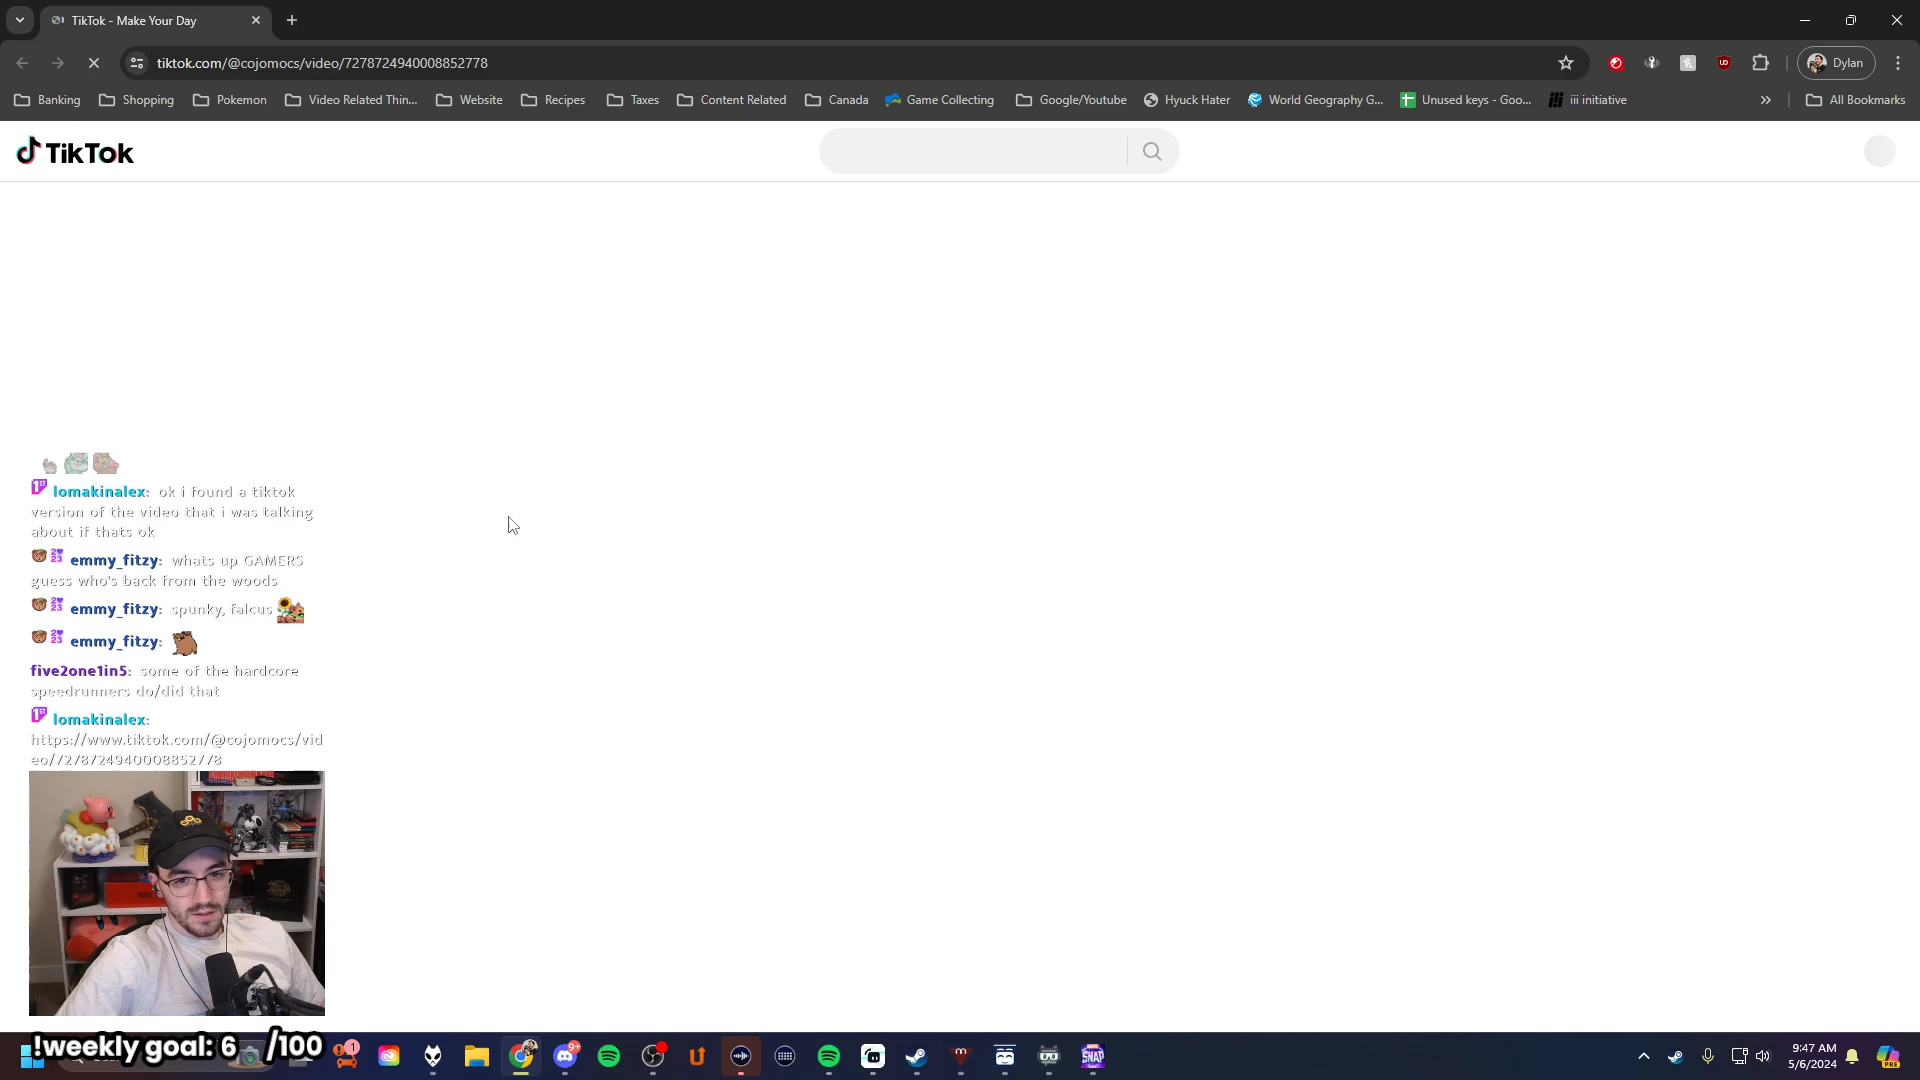 TikTok - Make Your Day
tiktok.com/@cojomocs/video/7278724940008852778
Dylan
Banking
Shopping
Pokemon
Video Related Thin...
Website
Recipes
Taxes
Content Related
Canada
Game Collecting
Google/Youtube
Hyuck Hater
World Geography G...
Unused keys - Goo...
iii initiative
All Bookmarks
TikTok
lomakinalex: ok i found a tiktok
version of the video that i was talking
about if thats ok
emmy_fitzy: whats up GAMERS
guess who's back from the woods
emmy_fitzy: spunky, falcus
emmy_fitzy:
five2one1in5: some of the hardcore
speedrunners do/did that
lomakinalex:
https://www.tiktok.com/@cojomocs/vid
eo/7278724940008852778
!weekly goal: 6 /100
1
9+
SNAP
9:47 AM
5/6/2024
PRE